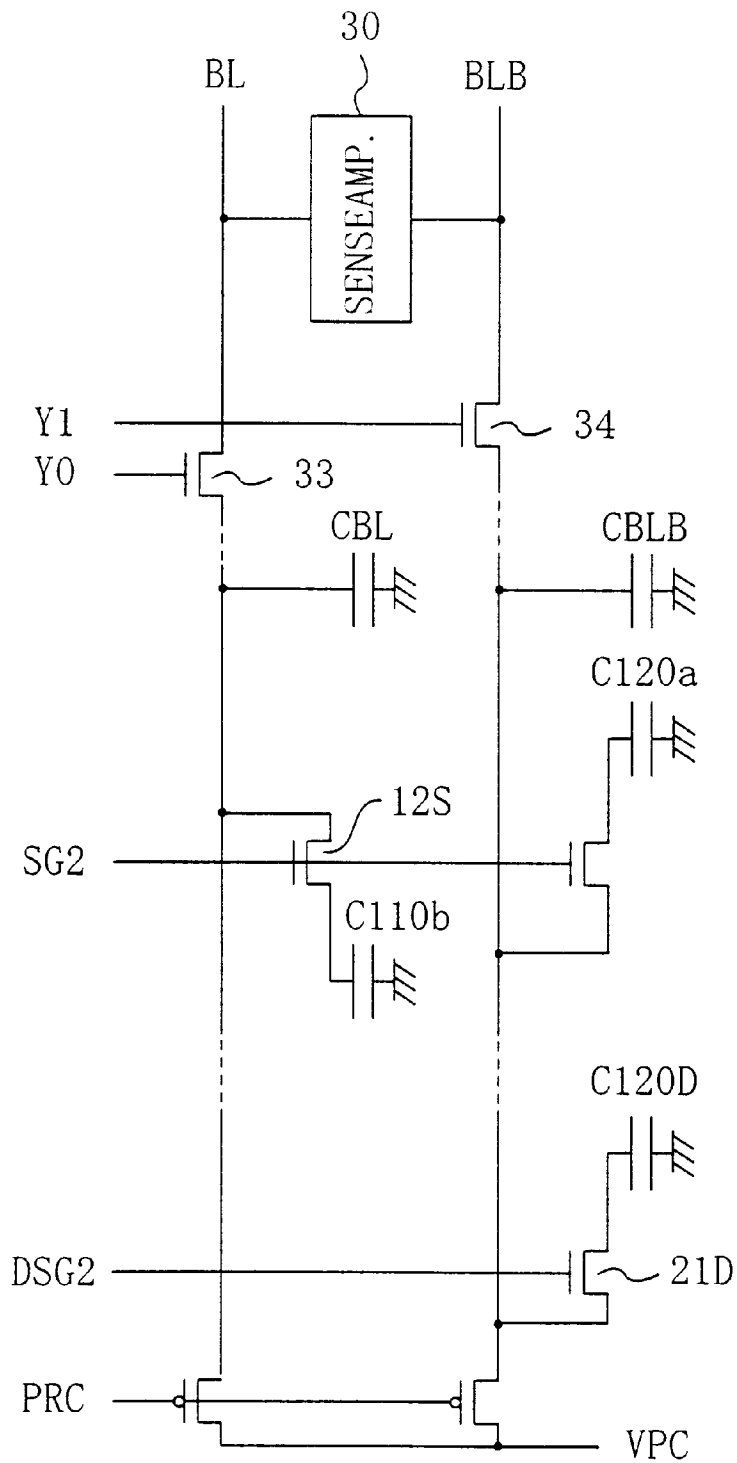 30
BL
BLB
SENSEAMP.
Y1
34
Y0
33
CBL
CBLB
C120a
12S
SG2
C110b
C120D
DSG2
21D
PRC
VPC